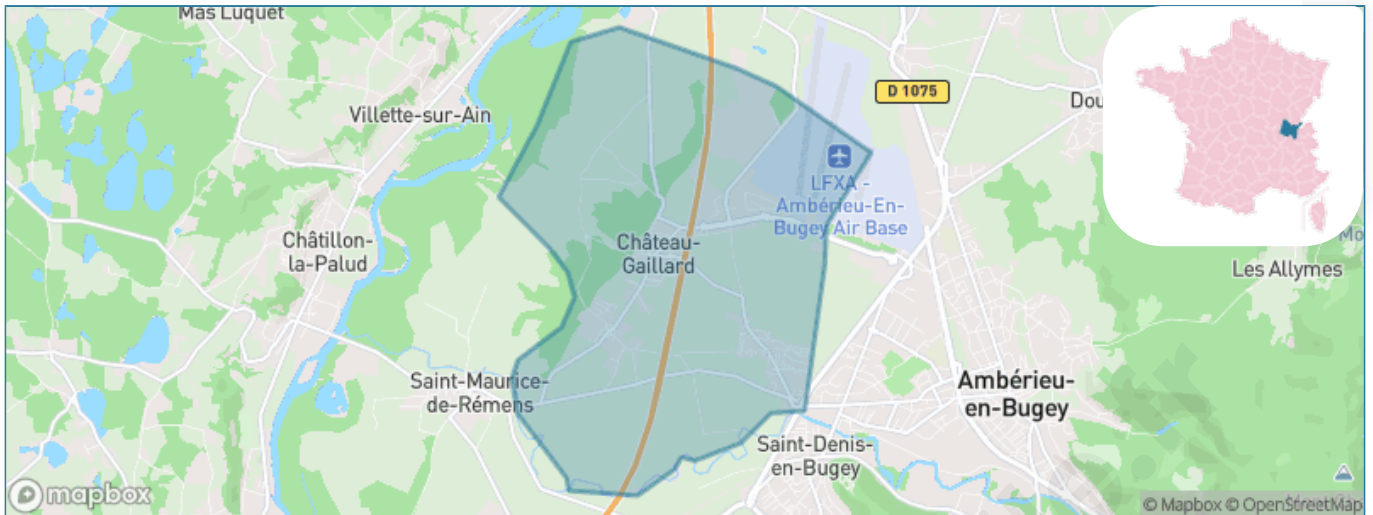 Mas Luquet
Villette-sur-Ain
D 1075
Dou
LFXA -
Ambérieu-En-
Bugey Air Base
Châtillon-
la-Palud
Château-
Gaillard
Mo
Les Allymes
Saint-Maurice-
de-Rémens
Ambérieu-
en-Bugey
Saint-Denis-
en-Bugey
mapbox
© Mapbox © OpenStreetMap